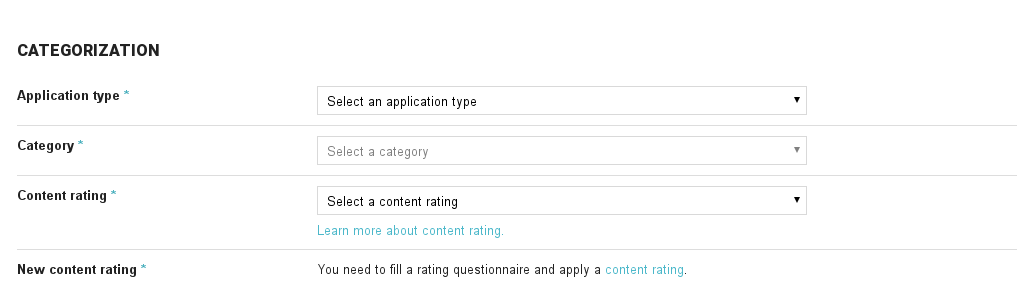 CATEGORIZATION
Application type * Select an application type
Category * Select a category
Content rating * Select a content rating
Learn more about content rating.
New content rating * You need to fill a rating questionnaire and apply a content rating.